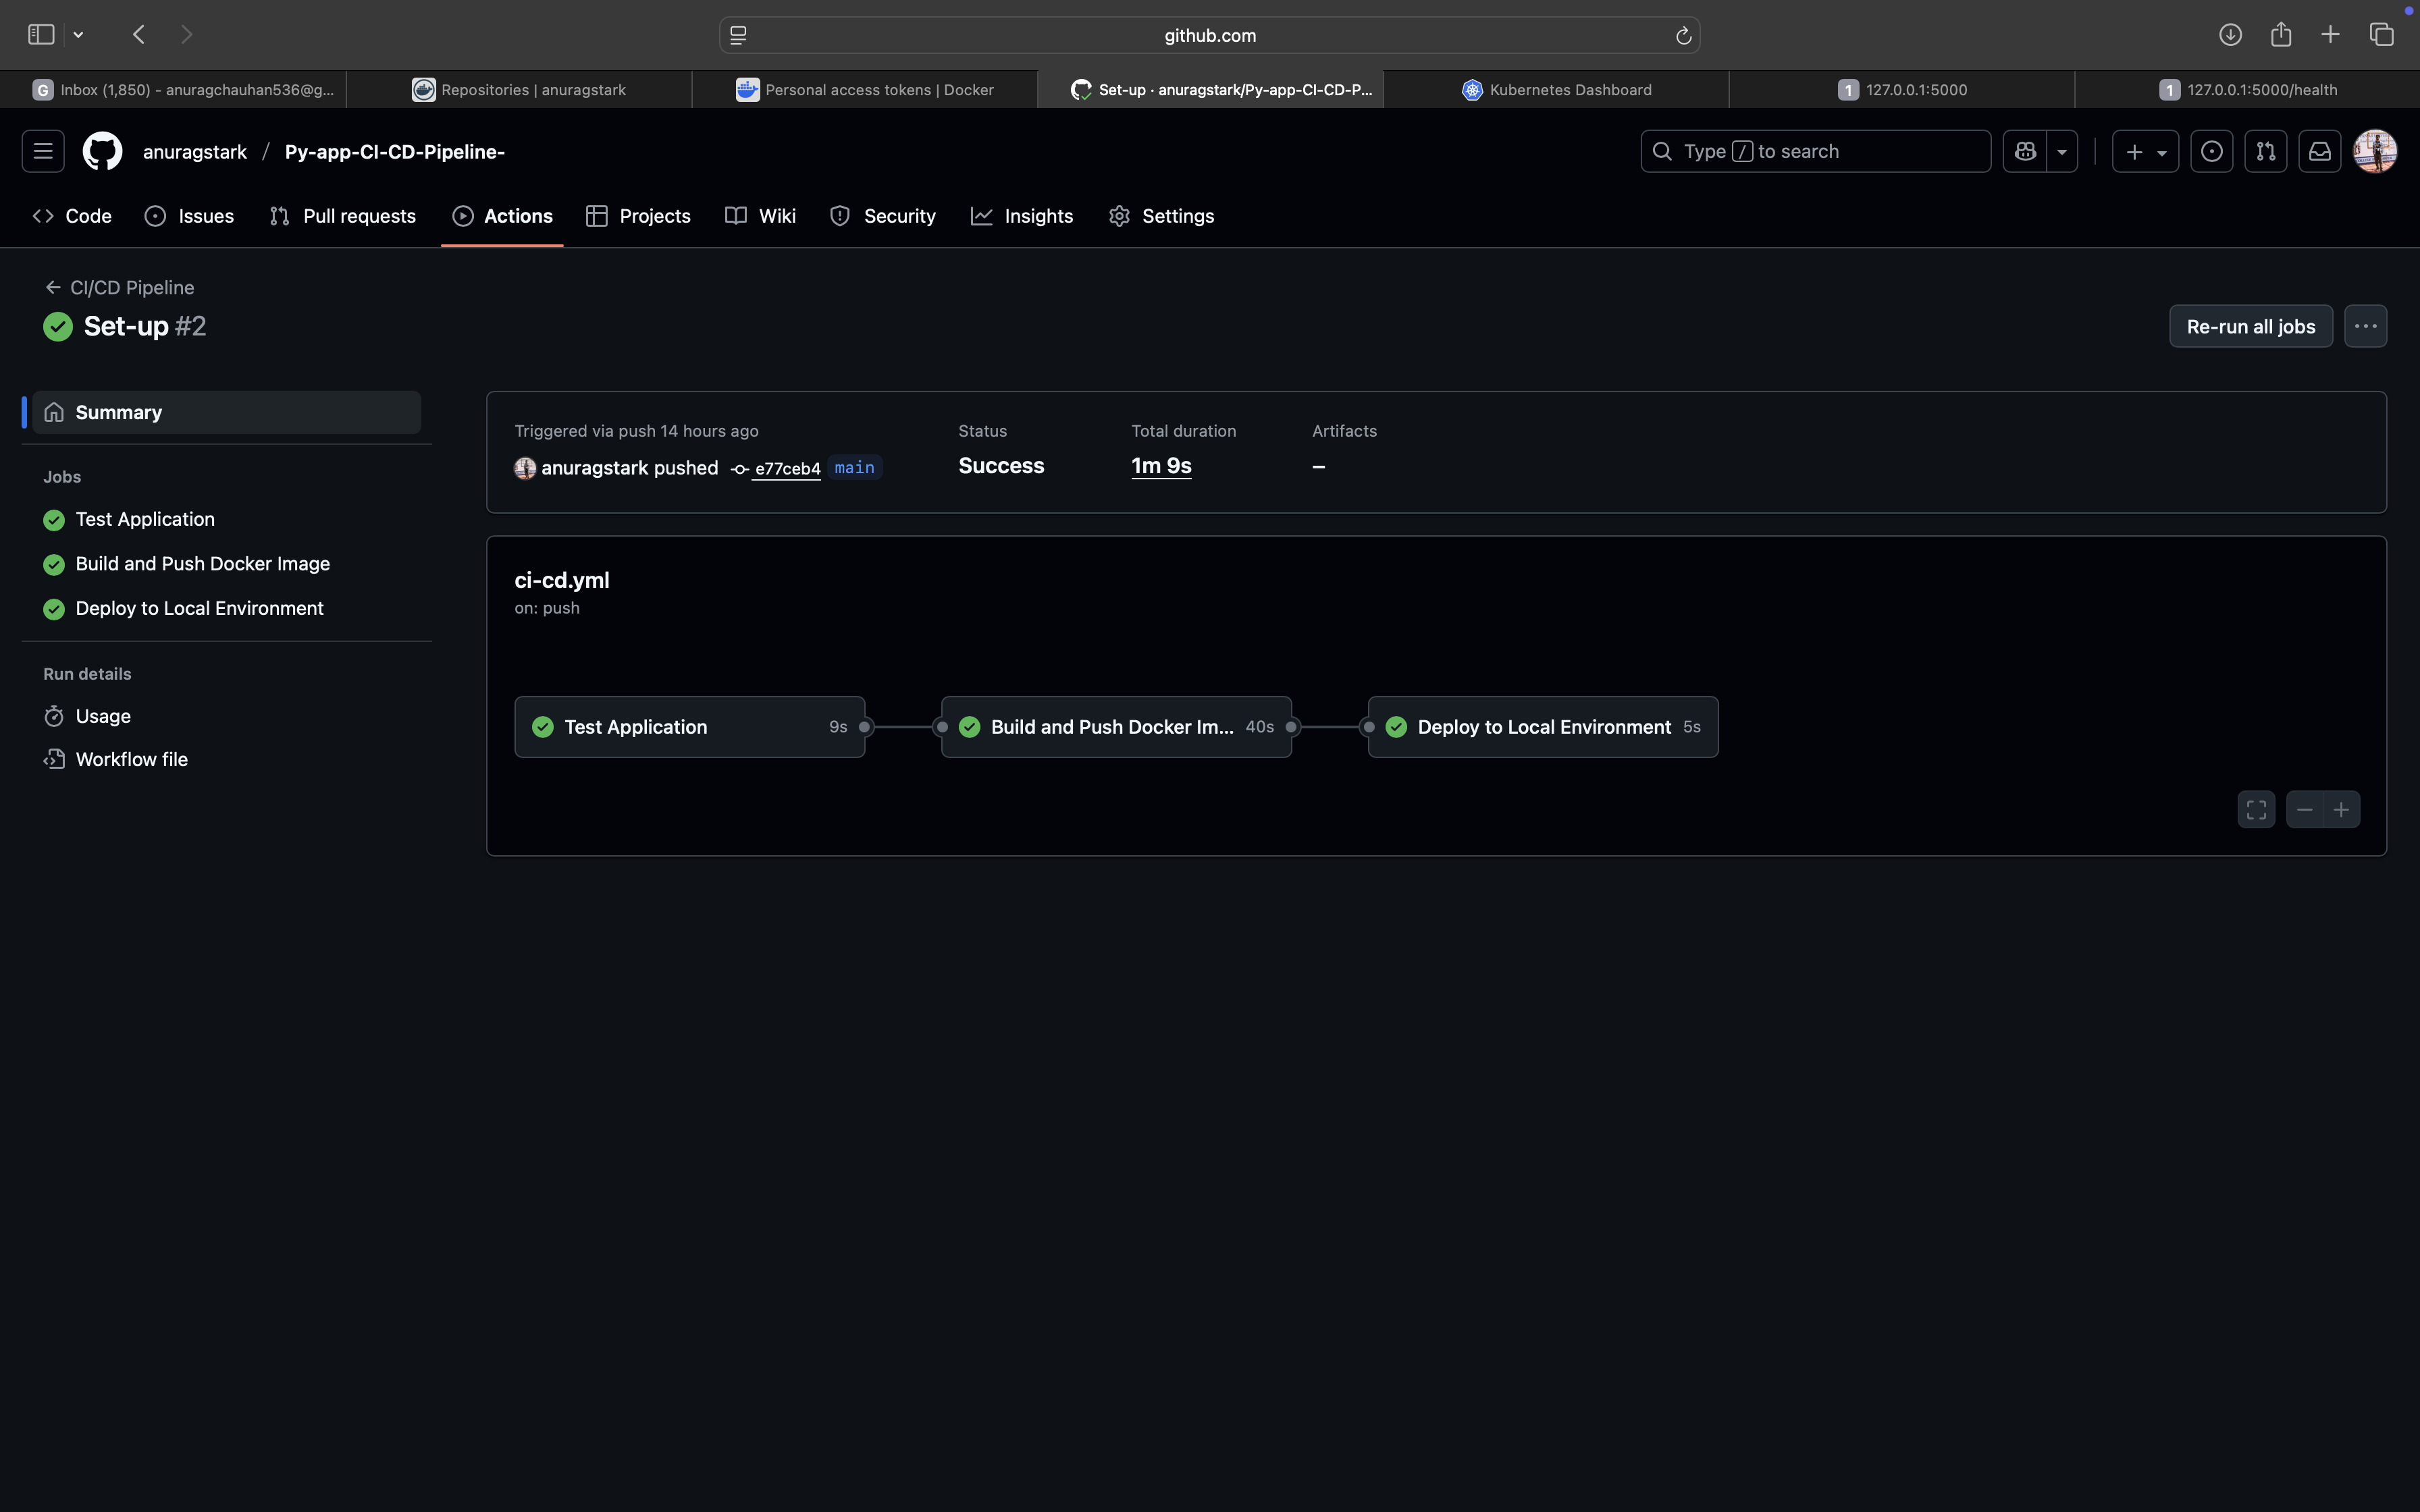 github.com
G Inbox (1,850) - anuragchauhan536@g...
Repositories | anuragstark
Personal access tokens | Docker
Set-up · anuragstark/Py-app-CI-CD-P...
Kubernetes Dashboard
1 127.0.0.1:5000
1 127.0.0.1:5000/health
anuragstark / Py-app-CI-CD-Pipeline-
Type / to search
Code
Issues
Pull requests
Actions
Projects
Wiki
Security
Insights
Settings
CI/CD Pipeline
Set-up #2
Re-run all jobs
Summary
Jobs
Test Application
Build and Push Docker Image
Deploy to Local Environment
Run details
Usage
Workflow file
Triggered via push 14 hours ago
anuragstark pushed e77ceb4 main
Status
Success
Total duration
1m 9s
Artifacts
–
ci-cd.yml
on: push
Test Application 9s
Build and Push Docker Im... 40s
Deploy to Local Environment 5s